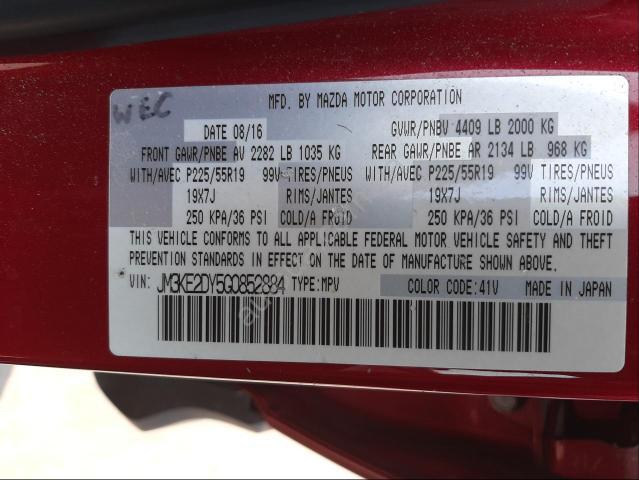 WEC
MFD. BY MAZDA MOTOR CORPORATION
DATE 08/16 GVWR/PNBV 4409 LB 2000 KG
FRONT GAWR/PNBE AV 2282 LB 1035 KG REAR GAWR/PNBE AR 2134 LB 968 KG
WITH/AVEC P225/55R19 99V TIRES/PNEUS WITH/AVEC P225/55R19 99V TIRES/PNEUS
19X7J RIMS/JANTES 19X7J RIMS/JANTES
250 KPA/36 PSI COLD/A FROID 250 KPA/36 PSI COLD/A FROID
THIS VEHICLE CONFORMS TO ALL APPLICABLE FEDERAL MOTOR VEHICLE SAFETY AND THEFT
PREVENTION STANDARDS IN EFFECT ON THE DATE OF MANUFACTURE SHOWN ABOVE.
VIN: JM3KE2DY5G0852884 TYPE:MPV COLOR CODE:41V MADE IN JAPAN